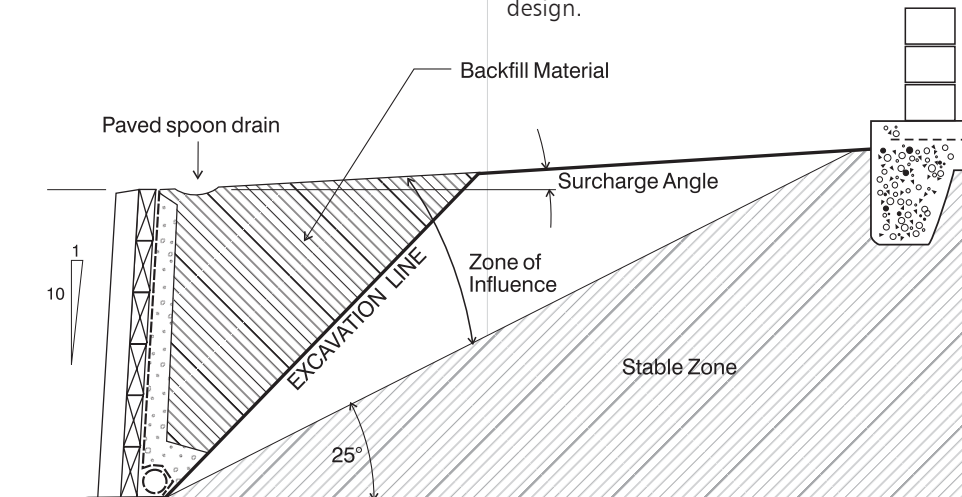 design.
Backfill Material
Paved spoon drain
Surcharge Angle
1
10
Zone of
Influence
EXCAVATION LINE
Stable Zone
25°